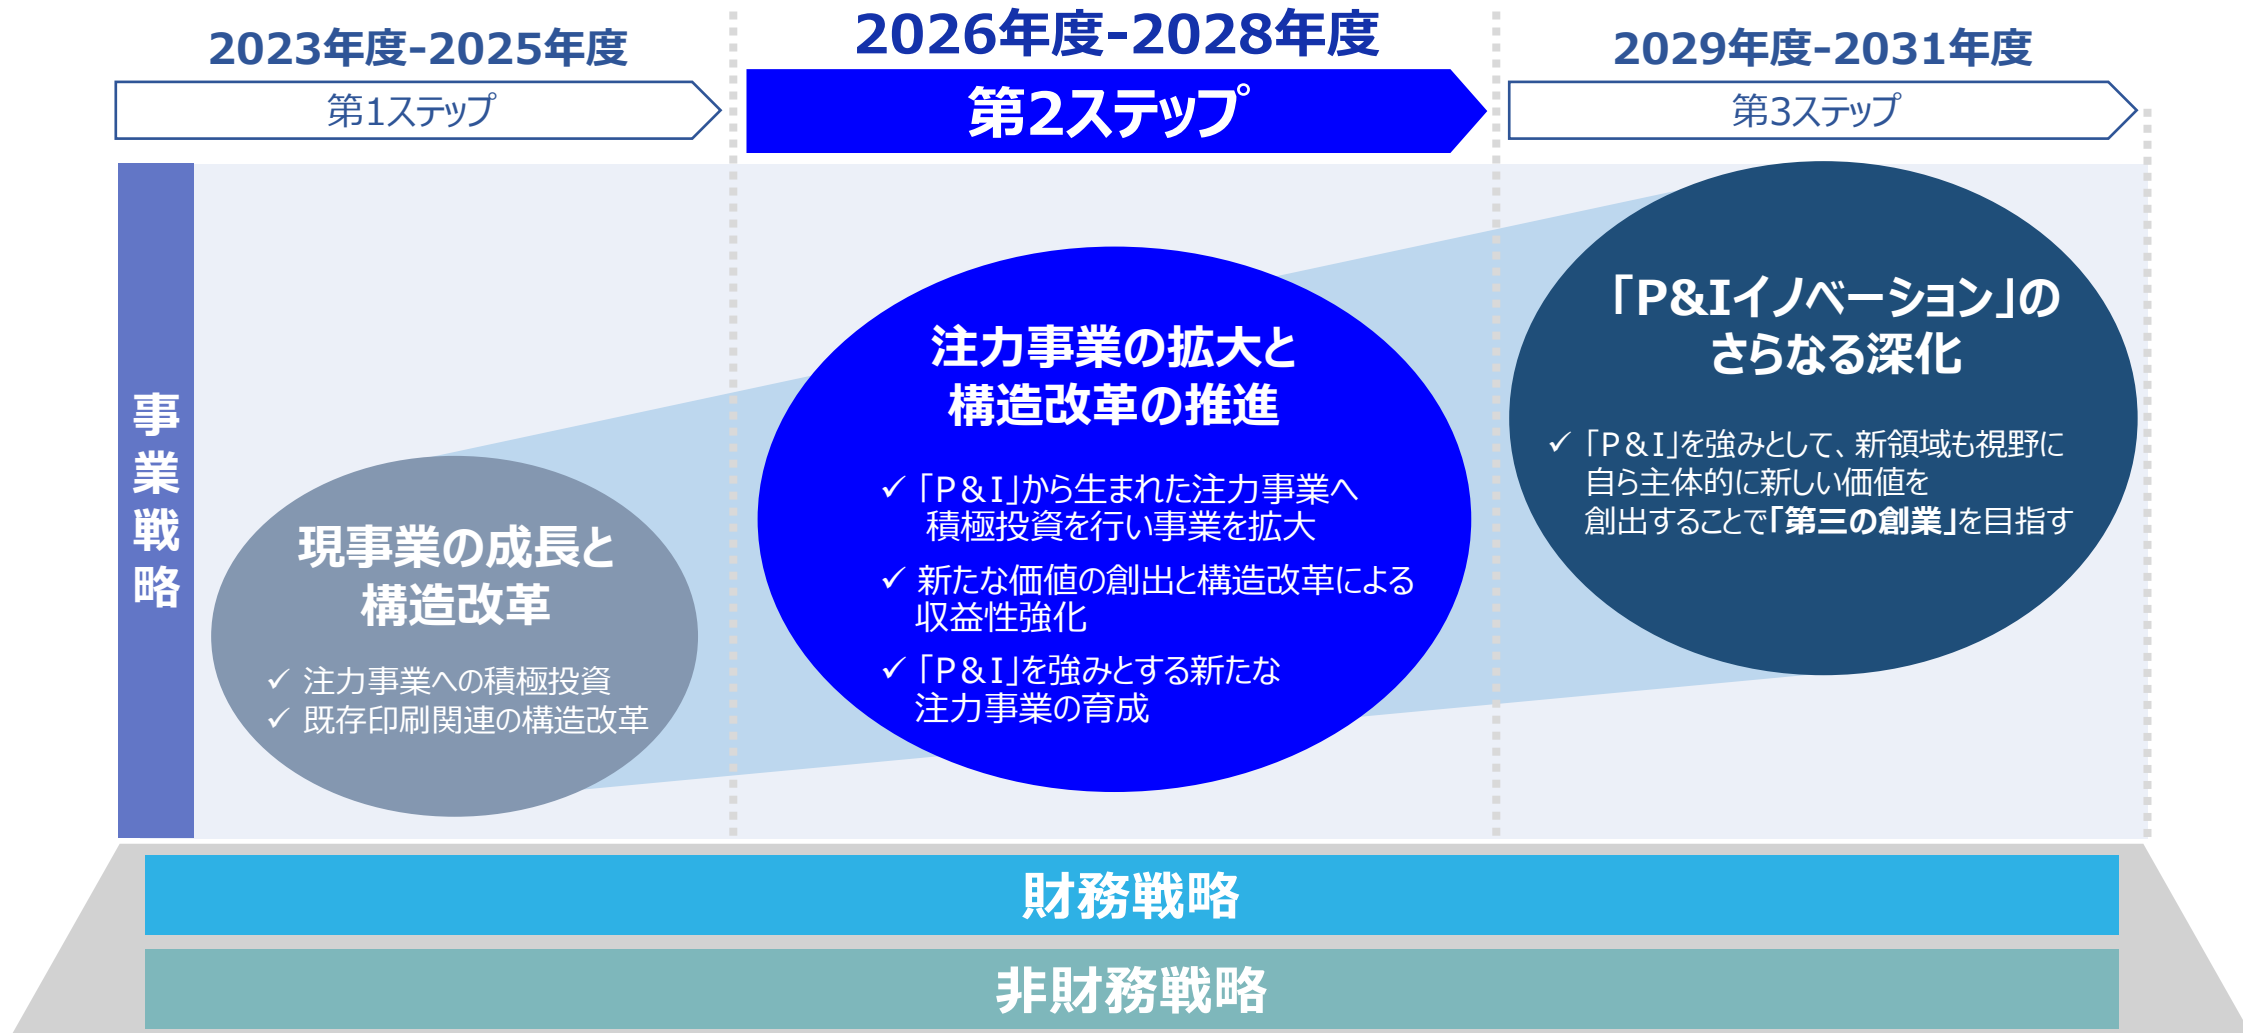 2023年度-2025年度
第1ステップ
2026年度-2028年度
第2ステップ
2029年度-2031年度
第3ステップ
事業戦略
現事業の成長と
構造改革
✓ 注力事業への積極投資
✓ 既存印刷関連の構造改革
注力事業の拡大と
構造改革の推進
✓ 「P&I」から生まれた注力事業へ
積極投資を行い事業を拡大
✓ 新たな価値の創出と構造改革による
収益性強化
✓ 「P&I」を強みとする新たな
注力事業の育成
「P&Iイノベーション」の
さらなる深化
✓ 「P&I」を強みとして、新領域も視野に
自ら主体的に新しい価値を
創出することで「第三の創業」を目指す
財務戦略
非財務戦略